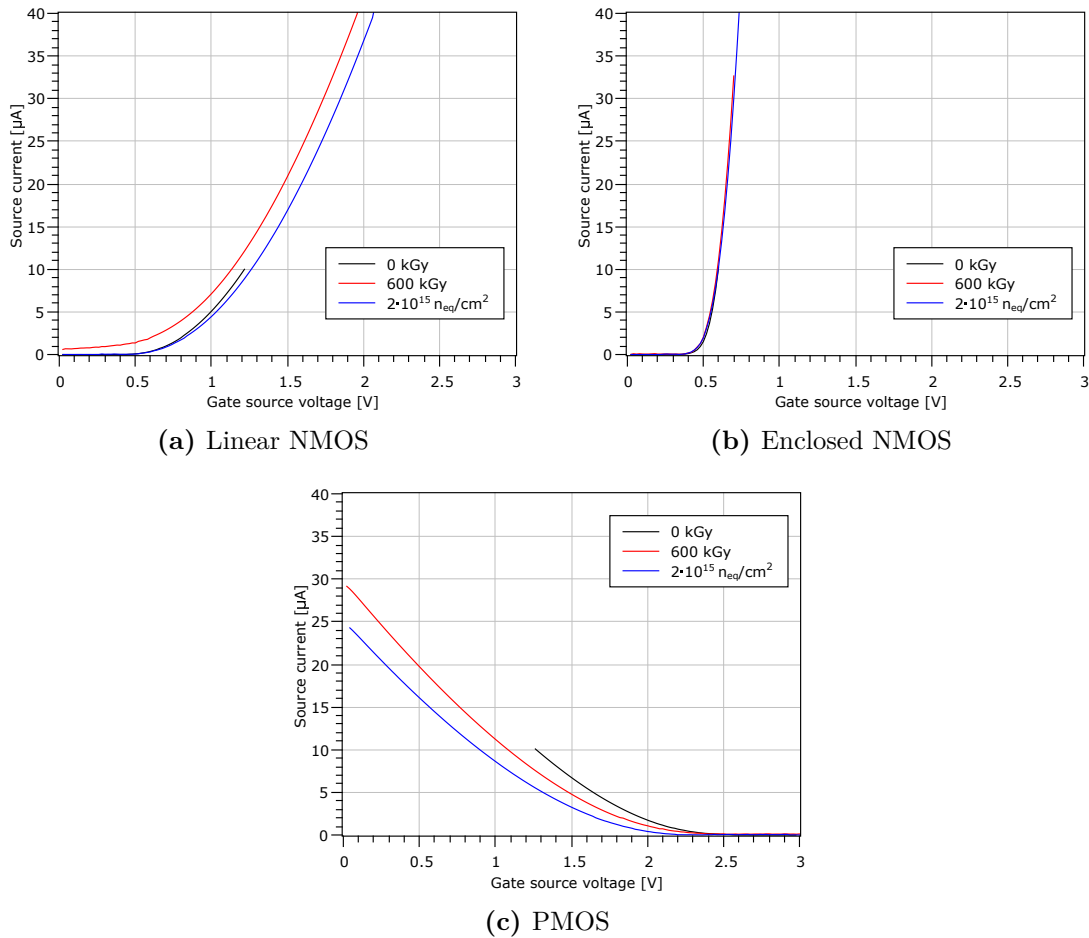 40
35
30
25
20
15
10
5
0
Source current [µA]
0 kGy
600 kGy
2·10¹⁵ nₑq/cm²
0 0.5 1 1.5 2 2.5 3
Gate source voltage [V]
(a) Linear NMOS
40
35
30
25
20
15
10
5
0
Source current [µA]
0 kGy
600 kGy
2·10¹⁵ nₑq/cm²
0 0.5 1 1.5 2 2.5 3
Gate source voltage [V]
(b) Enclosed NMOS
40
35
30
25
20
15
10
5
0
Source current [µA]
0 kGy
600 kGy
2·10¹⁵ nₑq/cm²
0 0.5 1 1.5 2 2.5 3
Gate source voltage [V]
(c) PMOS